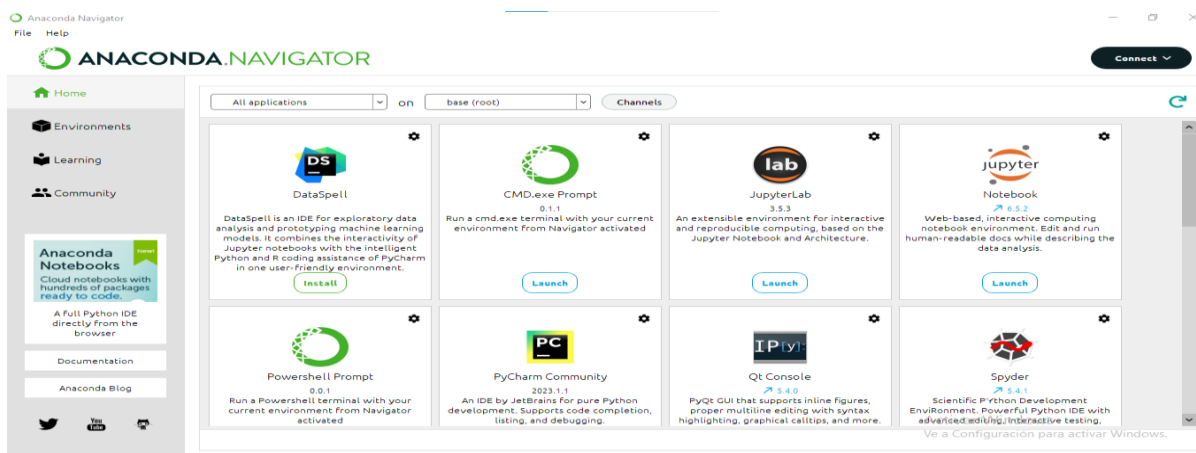 Anaconda Navigator
File Help
ANACONDA.NAVIGATOR
Connect
Home
Environments
Learning
Community
Anaconda Notebooks
New!
Cloud notebooks with
hundreds of packages
ready to code.
A full Python IDE
directly from the
browser
Documentation
Anaconda Blog
You
Tube
All applications on base (root) Channels
DS
DataSpell
DataSpell is an IDE for exploratory data
analysis and prototyping machine learning
models. It combines the interactivity of
Jupyter notebooks with the intelligent
Python and R coding assistance of PyCharm
in one user-friendly environment.
Install
CMD.exe Prompt
0.1.1
Run a cmd.exe terminal with your current
environment from Navigator activated
Launch
lab
JupyterLab
3.5.3
An extensible environment for interactive
and reproducible computing, based on the
Jupyter Notebook and Architecture.
Launch
jupyter
Notebook
6.5.2
Web-based, interactive computing
notebook environment. Edit and run
human-readable docs while describing the
data analysis.
Launch
Powershell Prompt
0.0.1
Run a Powershell terminal with your
current environment from Navigator
activated
PC
PyCharm Community
2023.1.1
An IDE by JetBrains for pure Python
development. Supports code completion,
listing, and debugging.
IP[y]:
Qt Console
5.4.0
PyQt GUI that supports inline figures,
proper multiline editing with syntax
highlighting, graphical calltips, and more.
Spyder
5.4.1
Scientific PYthon Development
EnviRonment. Powerful Python IDE with
advanced editing, interactive testing,
Ve a Configuración para activar Windows.